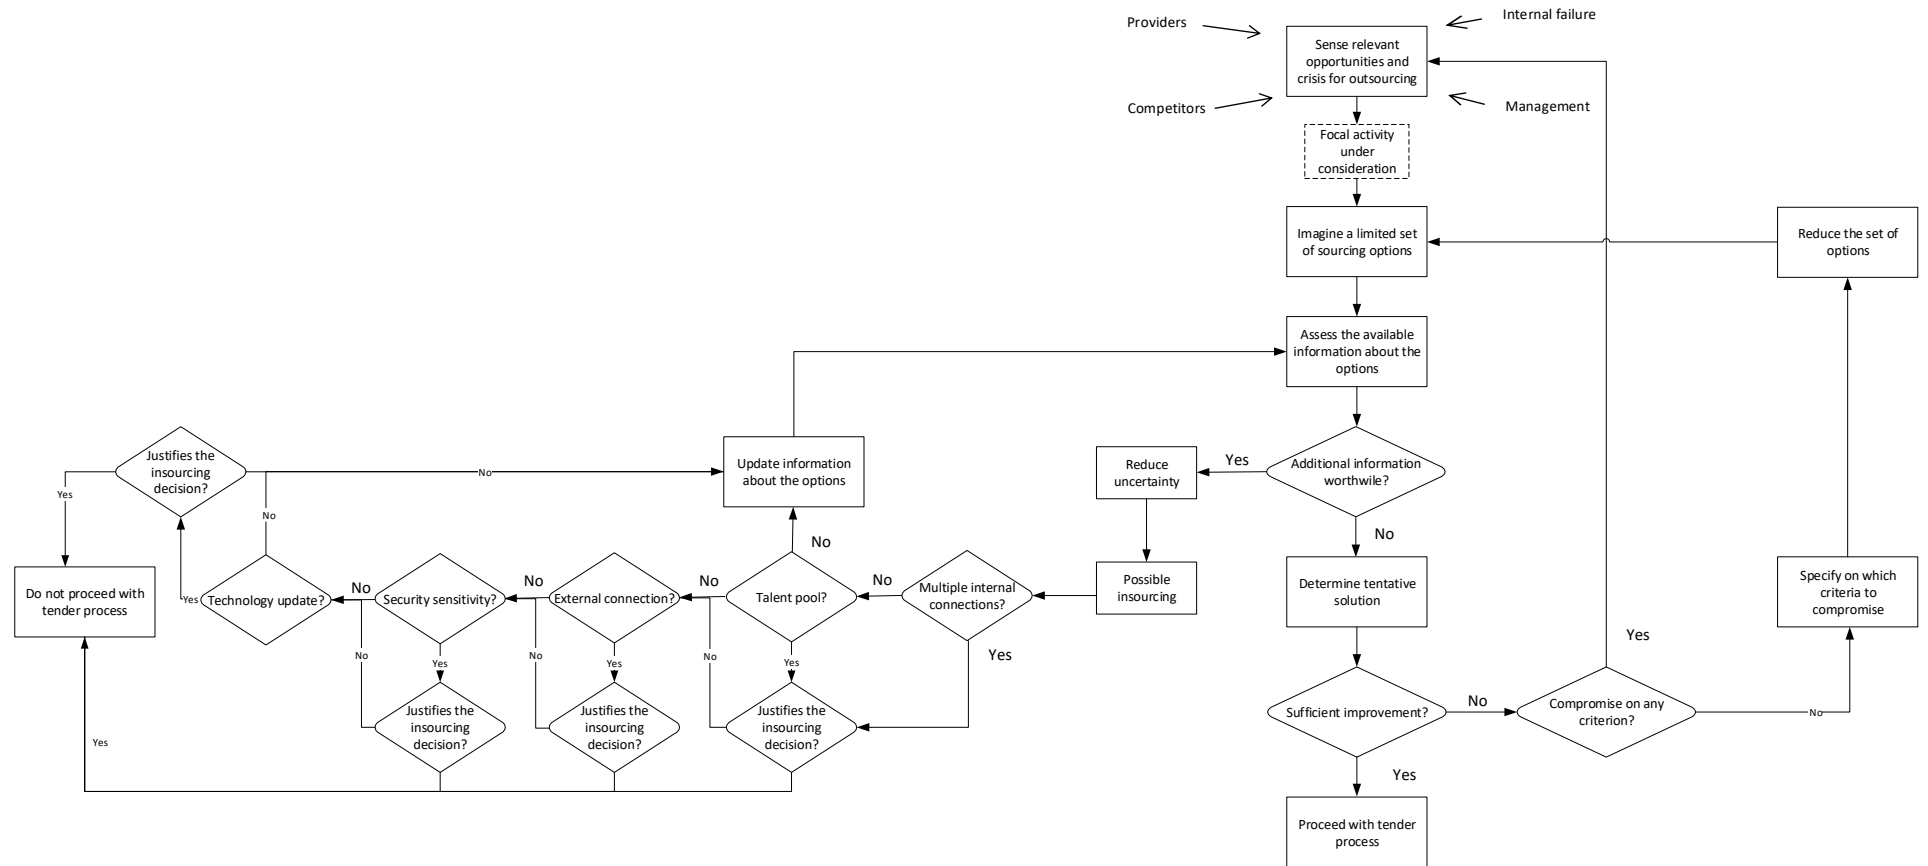 Providers
Internal failure
Sense relevant
opportunities and
crisis for outsourcing
Competitors
Management
Focal activity
under
consideration
Imagine a limited set
of sourcing options
Reduce the set of
options
Assess the available
information about the
options
Justifies the
insourcing
decision?
Yes
No
Update information
about the options
Reduce
uncertainty
Yes
Additional information
worthwile?
No
No
No
Do not proceed with
tender process
Yes
Technology update?
No
Security sensitivity?
No
External connection?
No
Talent pool?
No
Multiple internal
connections?
Possible
insourcing
Determine tentative
solution
Specify on which
criteria to
compromise
No
Yes
No
Yes
No
Yes
Yes
Yes
Justifies the
insourcing
decision?
Justifies the
insourcing
decision?
Justifies the
insourcing
decision?
Sufficient improvement?
No
Compromise on any
criterion?
No
Yes
Yes
Proceed with tender
process